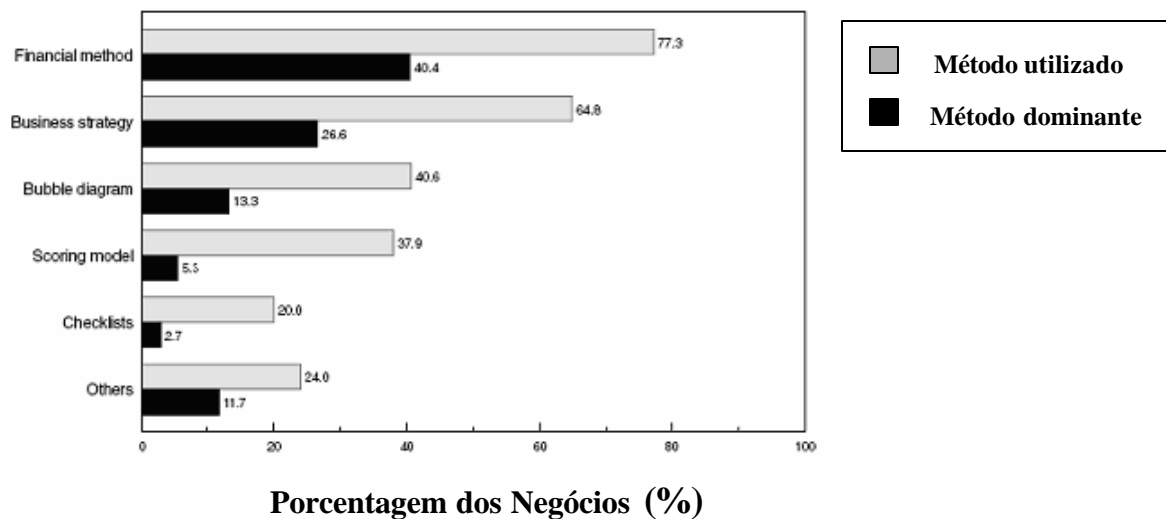 Financial method
77.3
40.4
Business strategy
64.8
26.6
Bubble diagram
40.6
13.3
Scoring model
37.9
Checklists
20.0
2.7
Others
24.0
11.7
0 20 40 60 80 100
Porcentagem dos Negócios (%)
Método utilizado
Método dominante